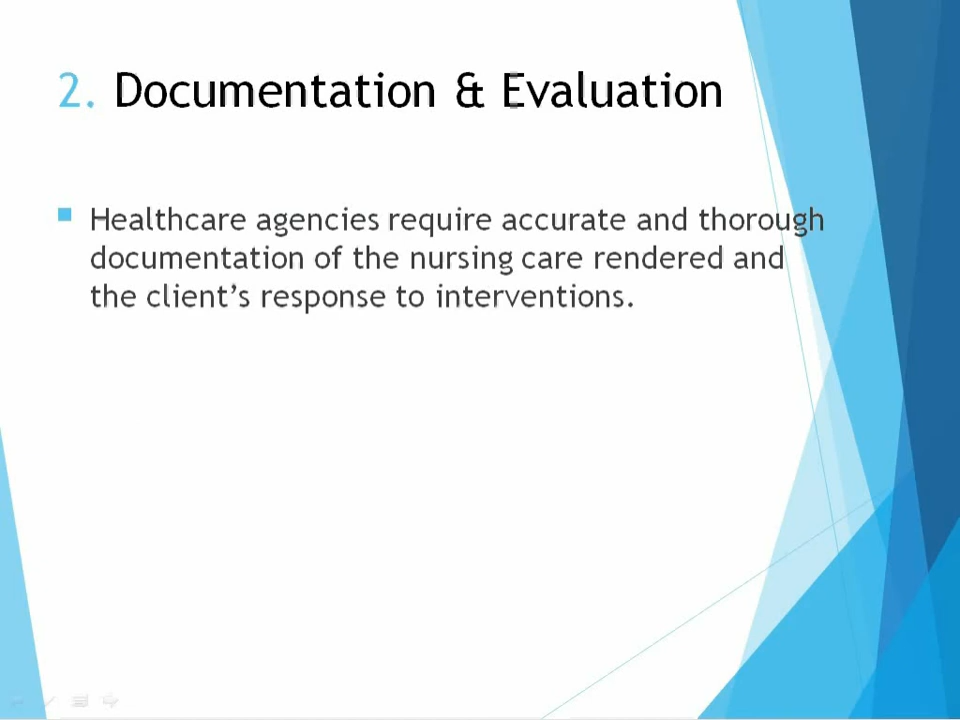 2. Documentation & Evaluation
Healthcare agencies require accurate and thorough
documentation of the nursing care rendered and
the client’s response to interventions.